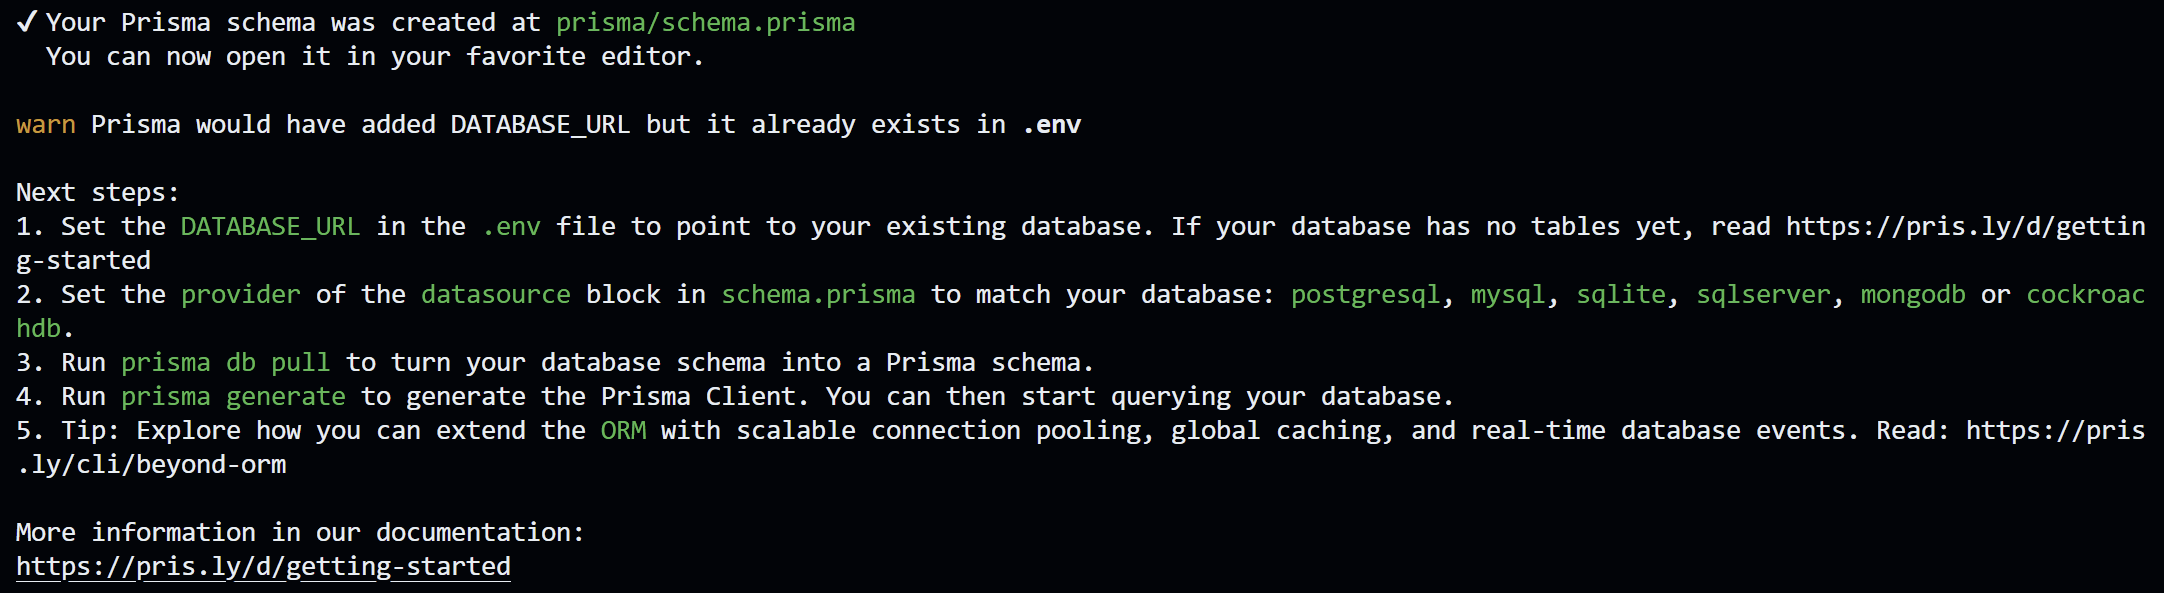 ✔ Your Prisma schema was created at prisma/schema.prisma
You can now open it in your favorite editor.
warn Prisma would have added DATABASE_URL but it already exists in .env
Next steps:
1. Set the DATABASE_URL in the .env file to point to your existing database. If your database has no tables yet, read https://pris.ly/d/gettin
g-started
2. Set the provider of the datasource block in schema.prisma to match your database: postgresql, mysql, sqlite, sqlserver, mongodb or cockroac
hdb.
3. Run prisma db pull to turn your database schema into a Prisma schema.
4. Run prisma generate to generate the Prisma Client. You can then start querying your database.
5. Tip: Explore how you can extend the ORM with scalable connection pooling, global caching, and real-time database events. Read: https://pris
.ly/cli/beyond-orm
More information in our documentation:
https://pris.ly/d/getting-started